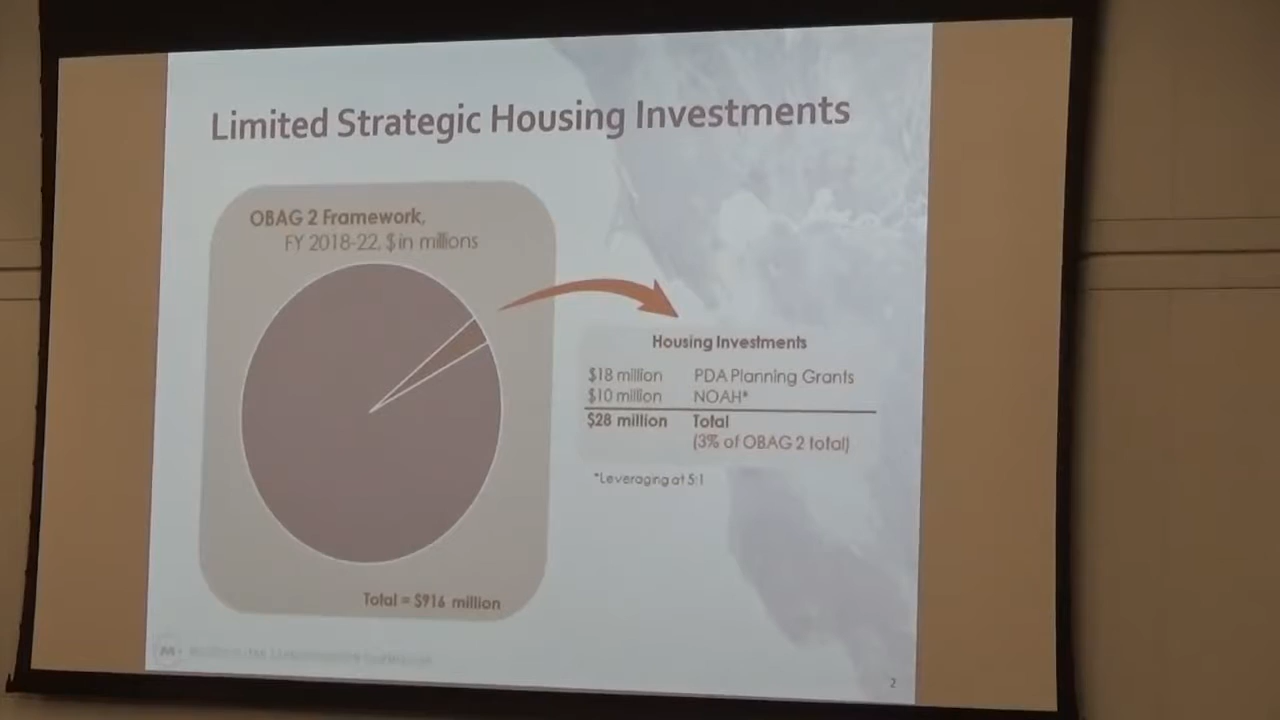 Limited Strategic Housing Investments
OBAG 2 Framework,
FY 2018-22, $ in millions
Housing Investments
$18 million PDA Planning Grants
$10 million NOAH*
$28 million Total
(3% of OBAG 2 total)
*Leveraging at 5:1
Total = $916 million
2